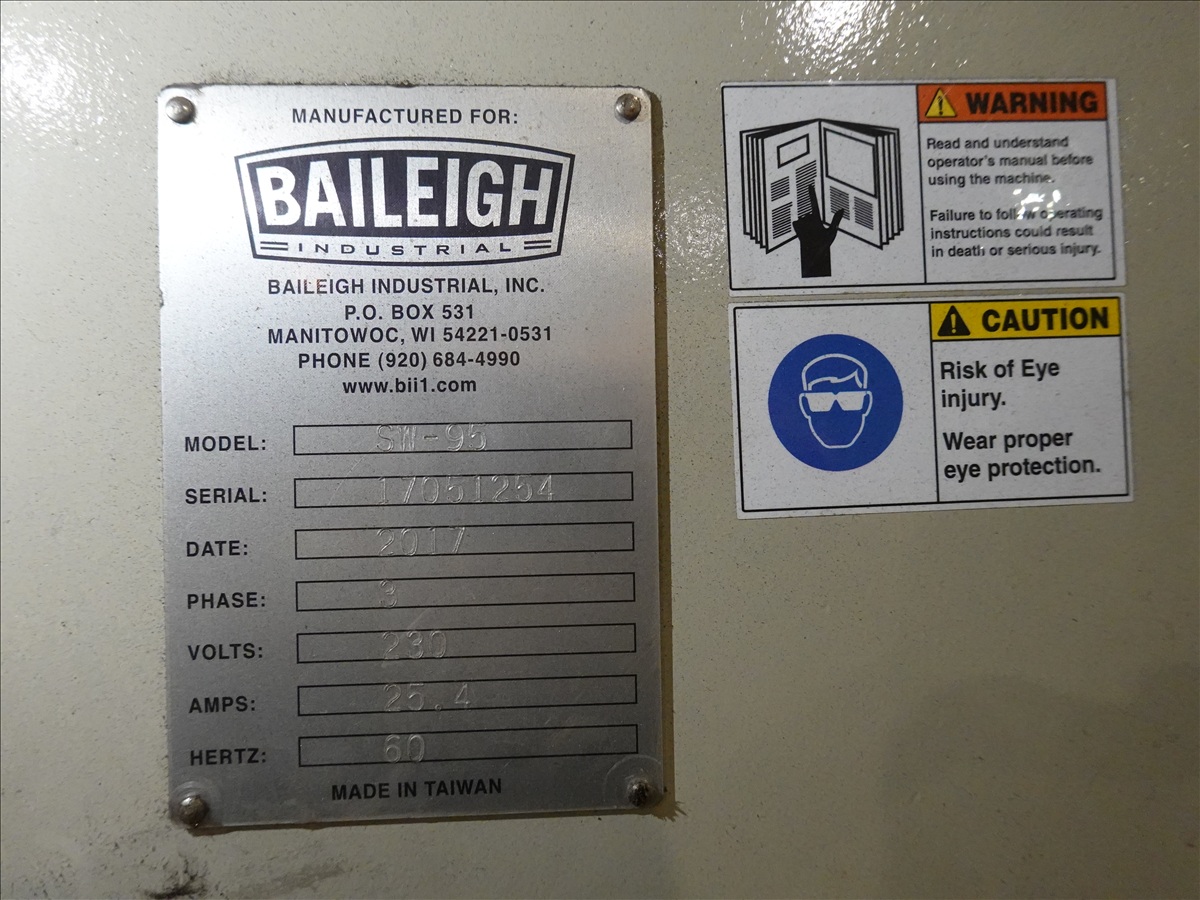 MANUFACTURED FOR:
BAILEIGH
INDUSTRIAL
BAILEIGH INDUSTRIAL, INC.
P.O. BOX 531
MANITOWOC, WI 54221-0531
PHONE (920) 684-4990
www.bii1.com
MODEL: SW-95
SERIAL: 17051254
DATE: 2017
PHASE: 3
VOLTS: 230
AMPS: 25.4
HERTZ: 60
MADE IN TAIWAN
WARNING
Read and understand
operator's manual before
using the machine.
Failure to follow operating
instructions could result
in death or serious injury.
CAUTION
Risk of Eye
injury.
Wear proper
eye protection.